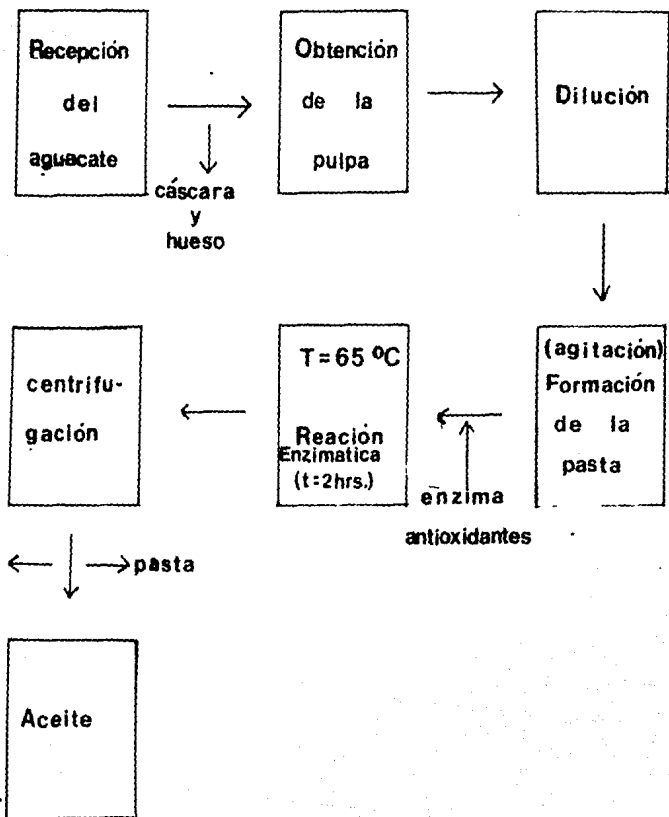 Recepción
del
aguacate
cáscara
y
hueso
Obtención
de la
pulpa
Dilución
(agitación)
Formación
de la
pasta
enzima
antioxidantes
T=65 ºC
Reación
Enzimatica
(t=2hrs.)
centrifu-
gación
pasta
Aceite